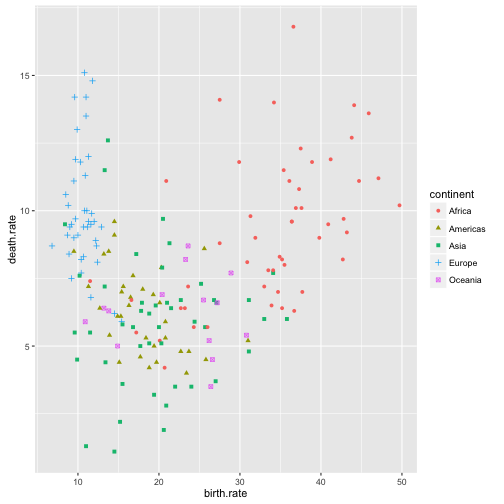 15
10
5
death.rate
10
20
30
40
50
birth.rate
continent
Africa
Americas
Asia
Europe
Oceania